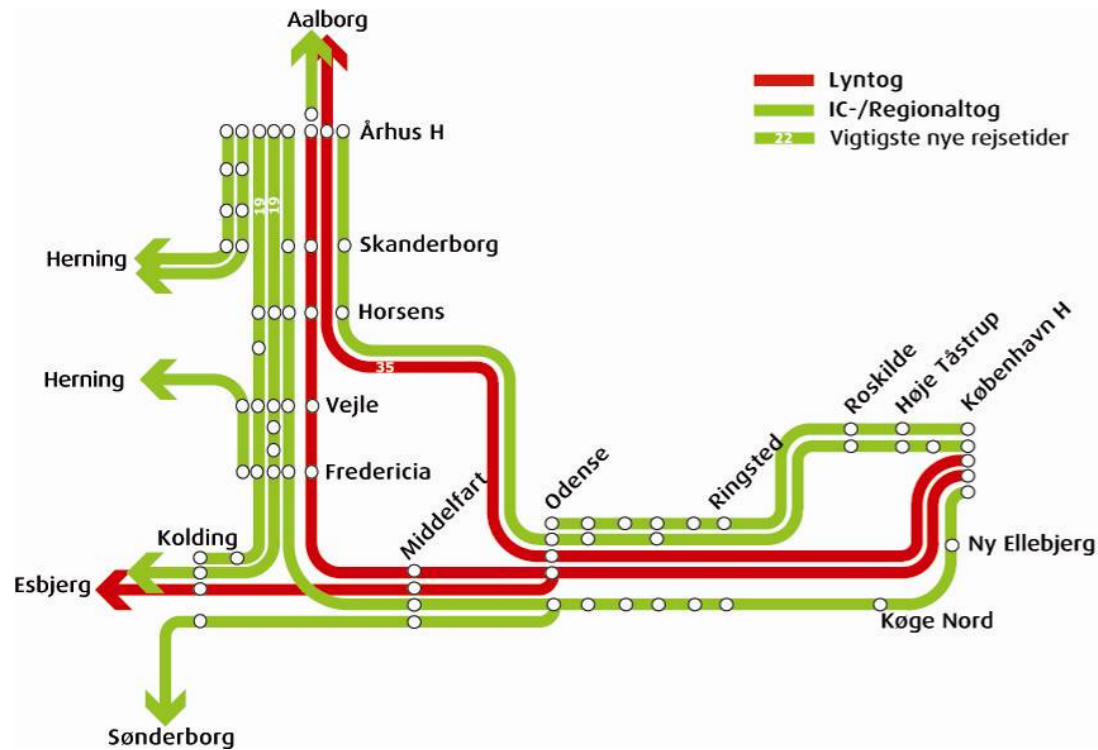 Aalborg
Lyntog
IC-/Regionaltog
22 Vigtigste nye rejsetider
Århus H
19 19
Skanderborg
Herning
Horsens
35
Herning
Vejle
Roskilde
Høje Tåstrup
København H
Fredericia
Middelfart
Odense
Ringsted
Kolding
Ny Ellebjerg
Esbjerg
Køge Nord
Sønderborg